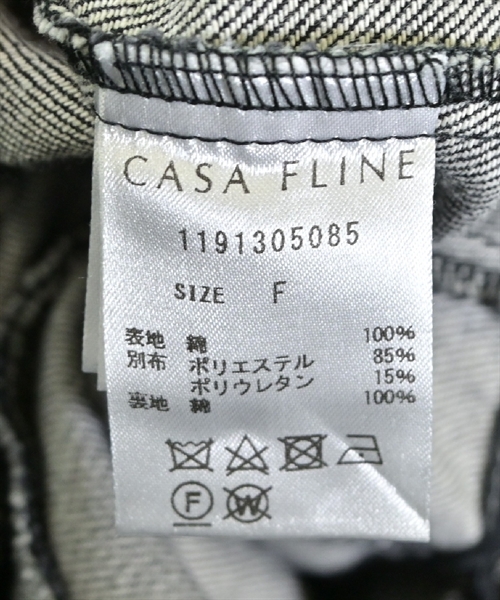 CASA FLINE
1191305085
SIZE F
表地 綿 100%
別布 ポリエステル 85%
ポリウレタン 15%
裏地 綿 100%
F W